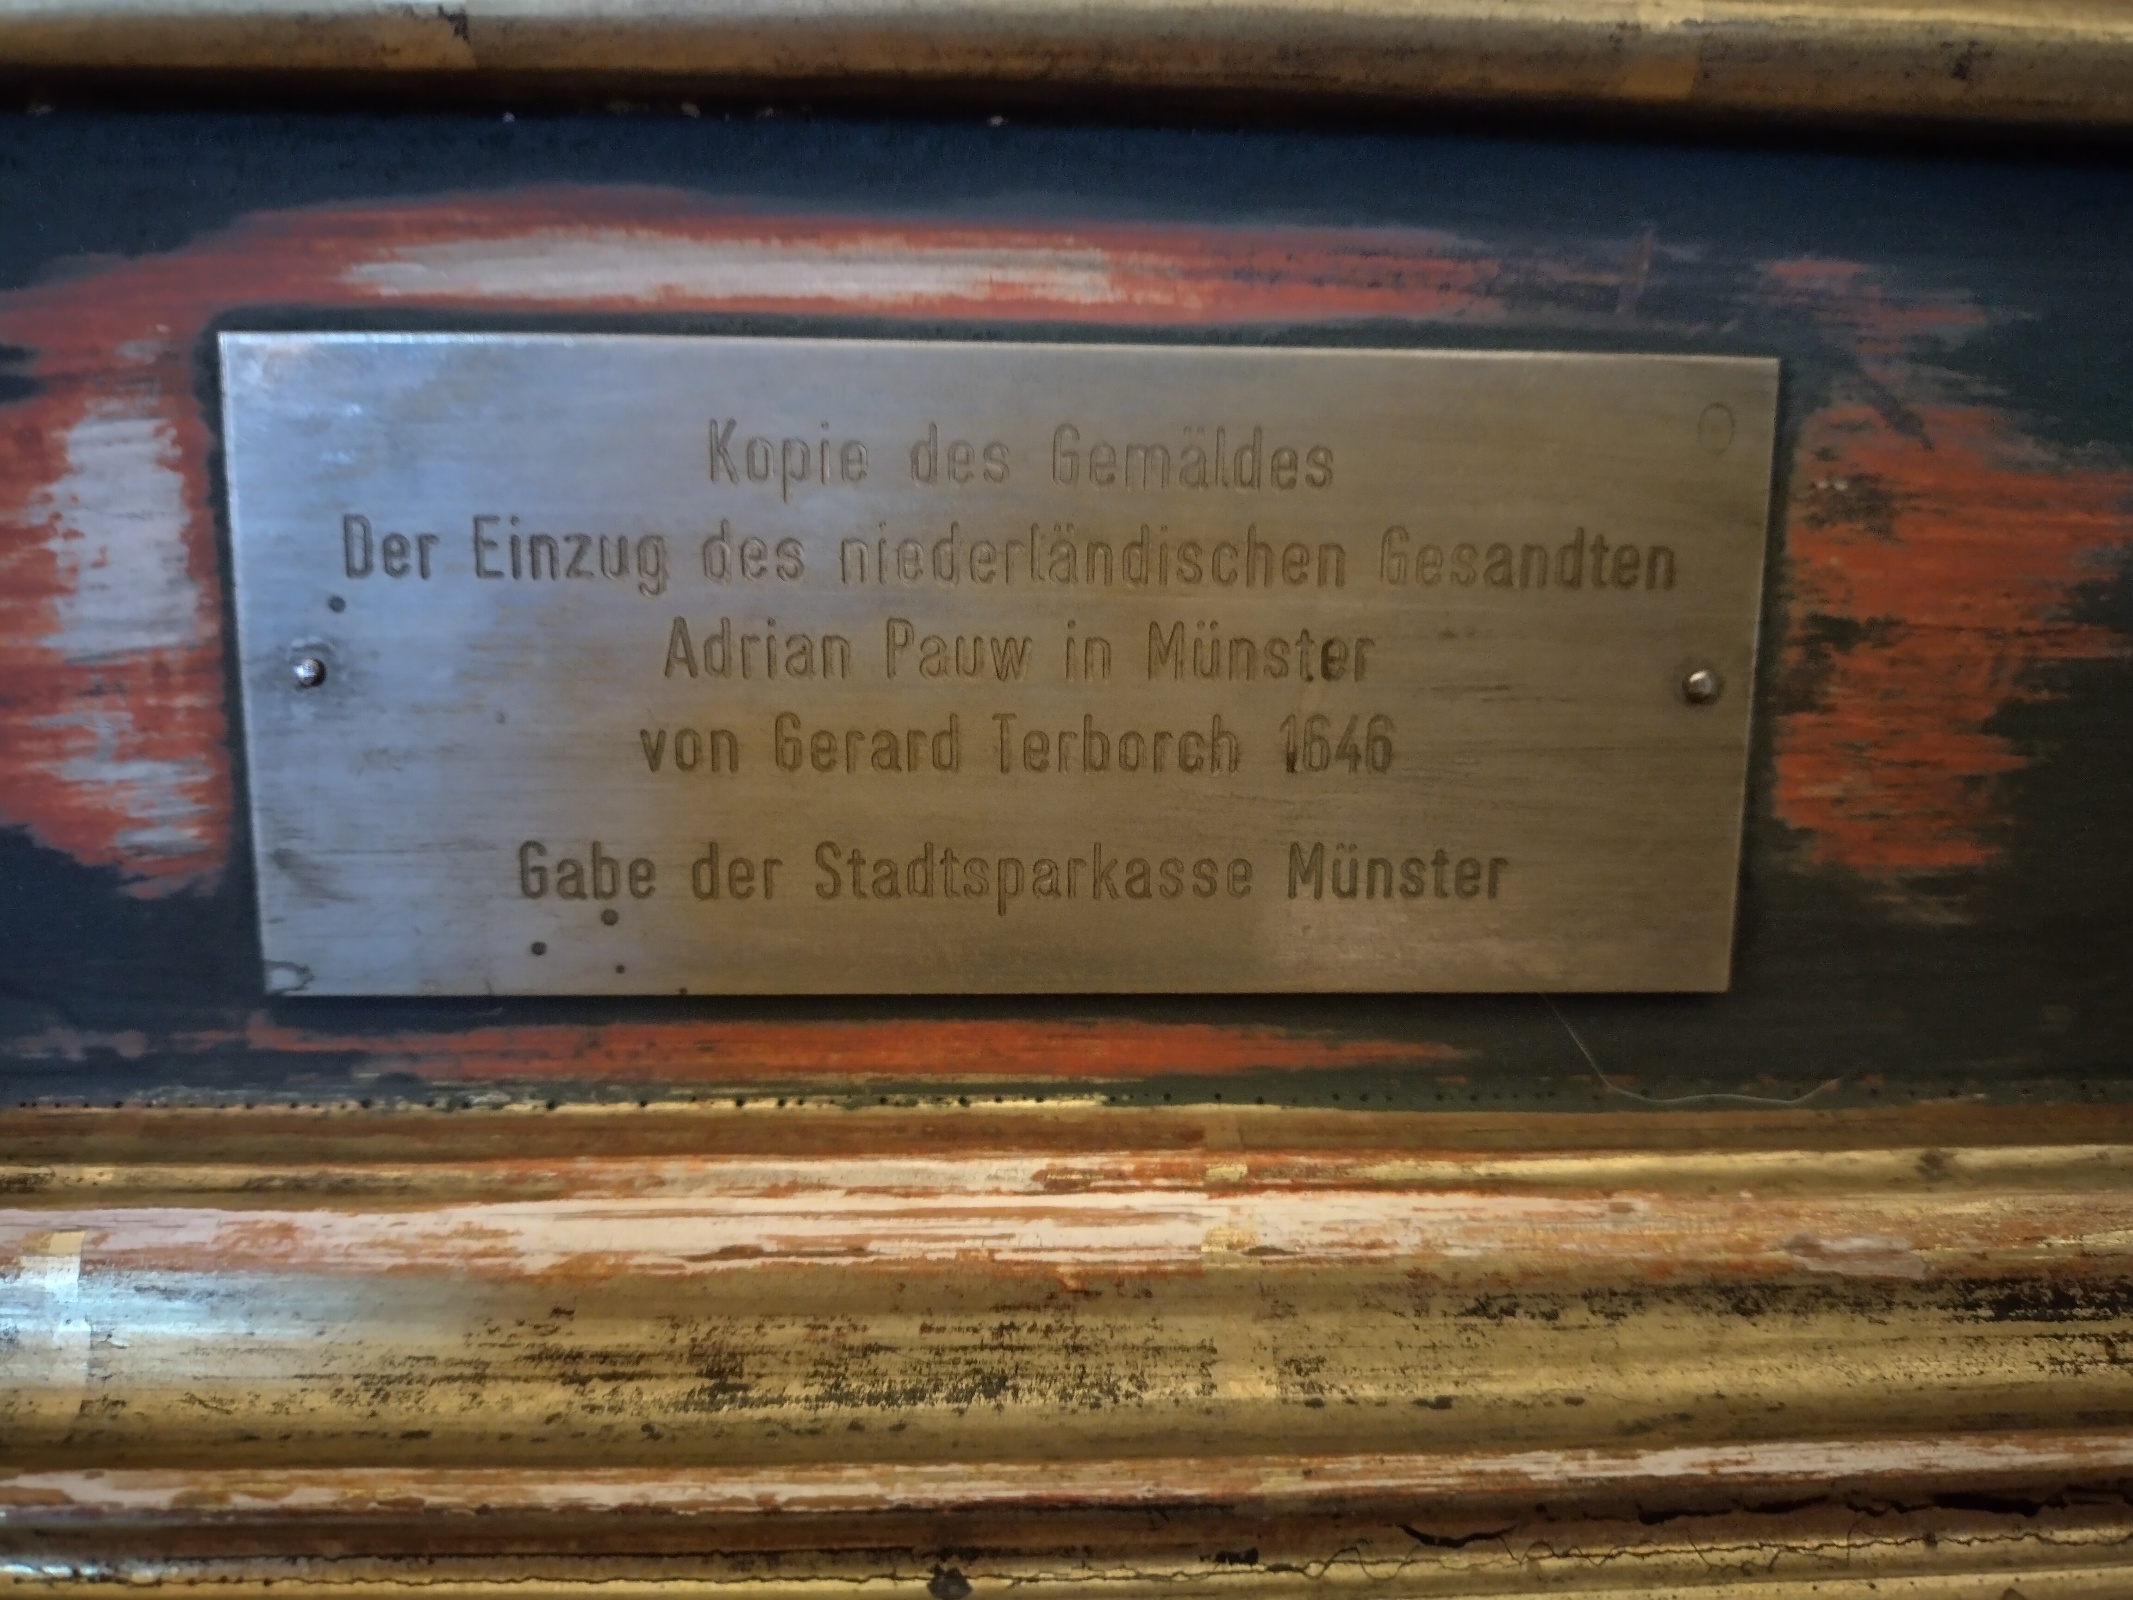 Kopie des Gemäldes
Der Einzug des niederländischen Gesandten
Adrian Pauw in Münster
von Gerard Terborch 1646
Gabe der Stadtsparkasse Münster